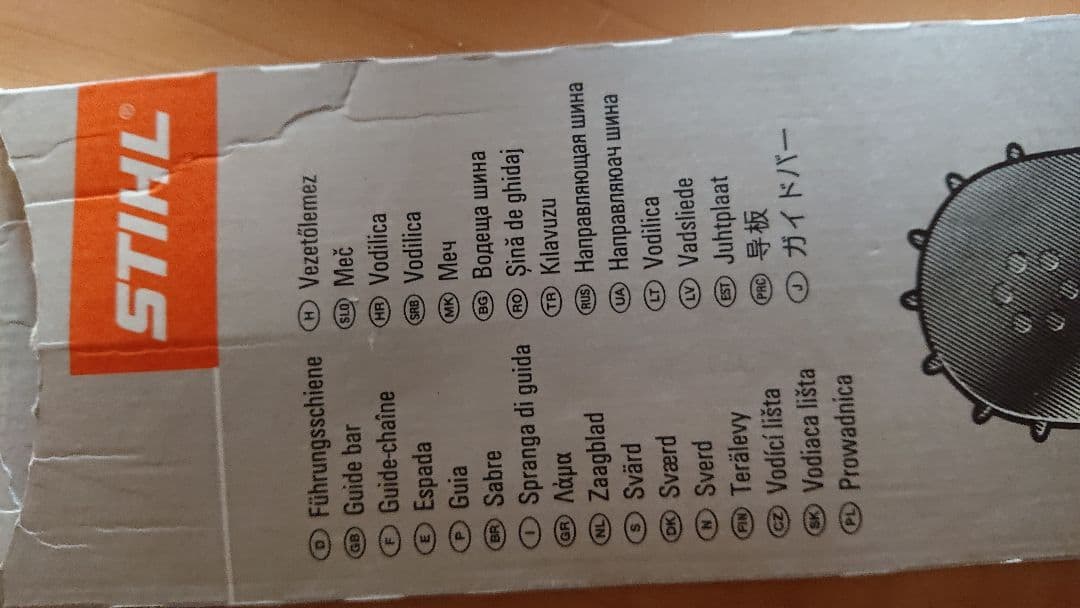 STIHL®
D Führungsschiene
GB Guide bar
F Guide-chaîne
E Espada
P Guia
BR Sabre
I Spranga di guida
GR Λάμα
NL Zaagblad
S Svärd
DK Sværd
N Sverd
FIN Terälevy
CZ Vodící lišta
SK Vodiaca lišta
PL Prowadnica
H Vezetőlemez
SLO Meč
HR Vodilica
SRB Vodiilica
MK Меч
BG Водеща шина
RO Șină de ghidaj
TR Kılavuzu
RUS Направляющая шина
UA Направляюач шина
LT Vodilica
LV Vadsliede
EST Juhtplaat
PRC 导板
J ガイドバー